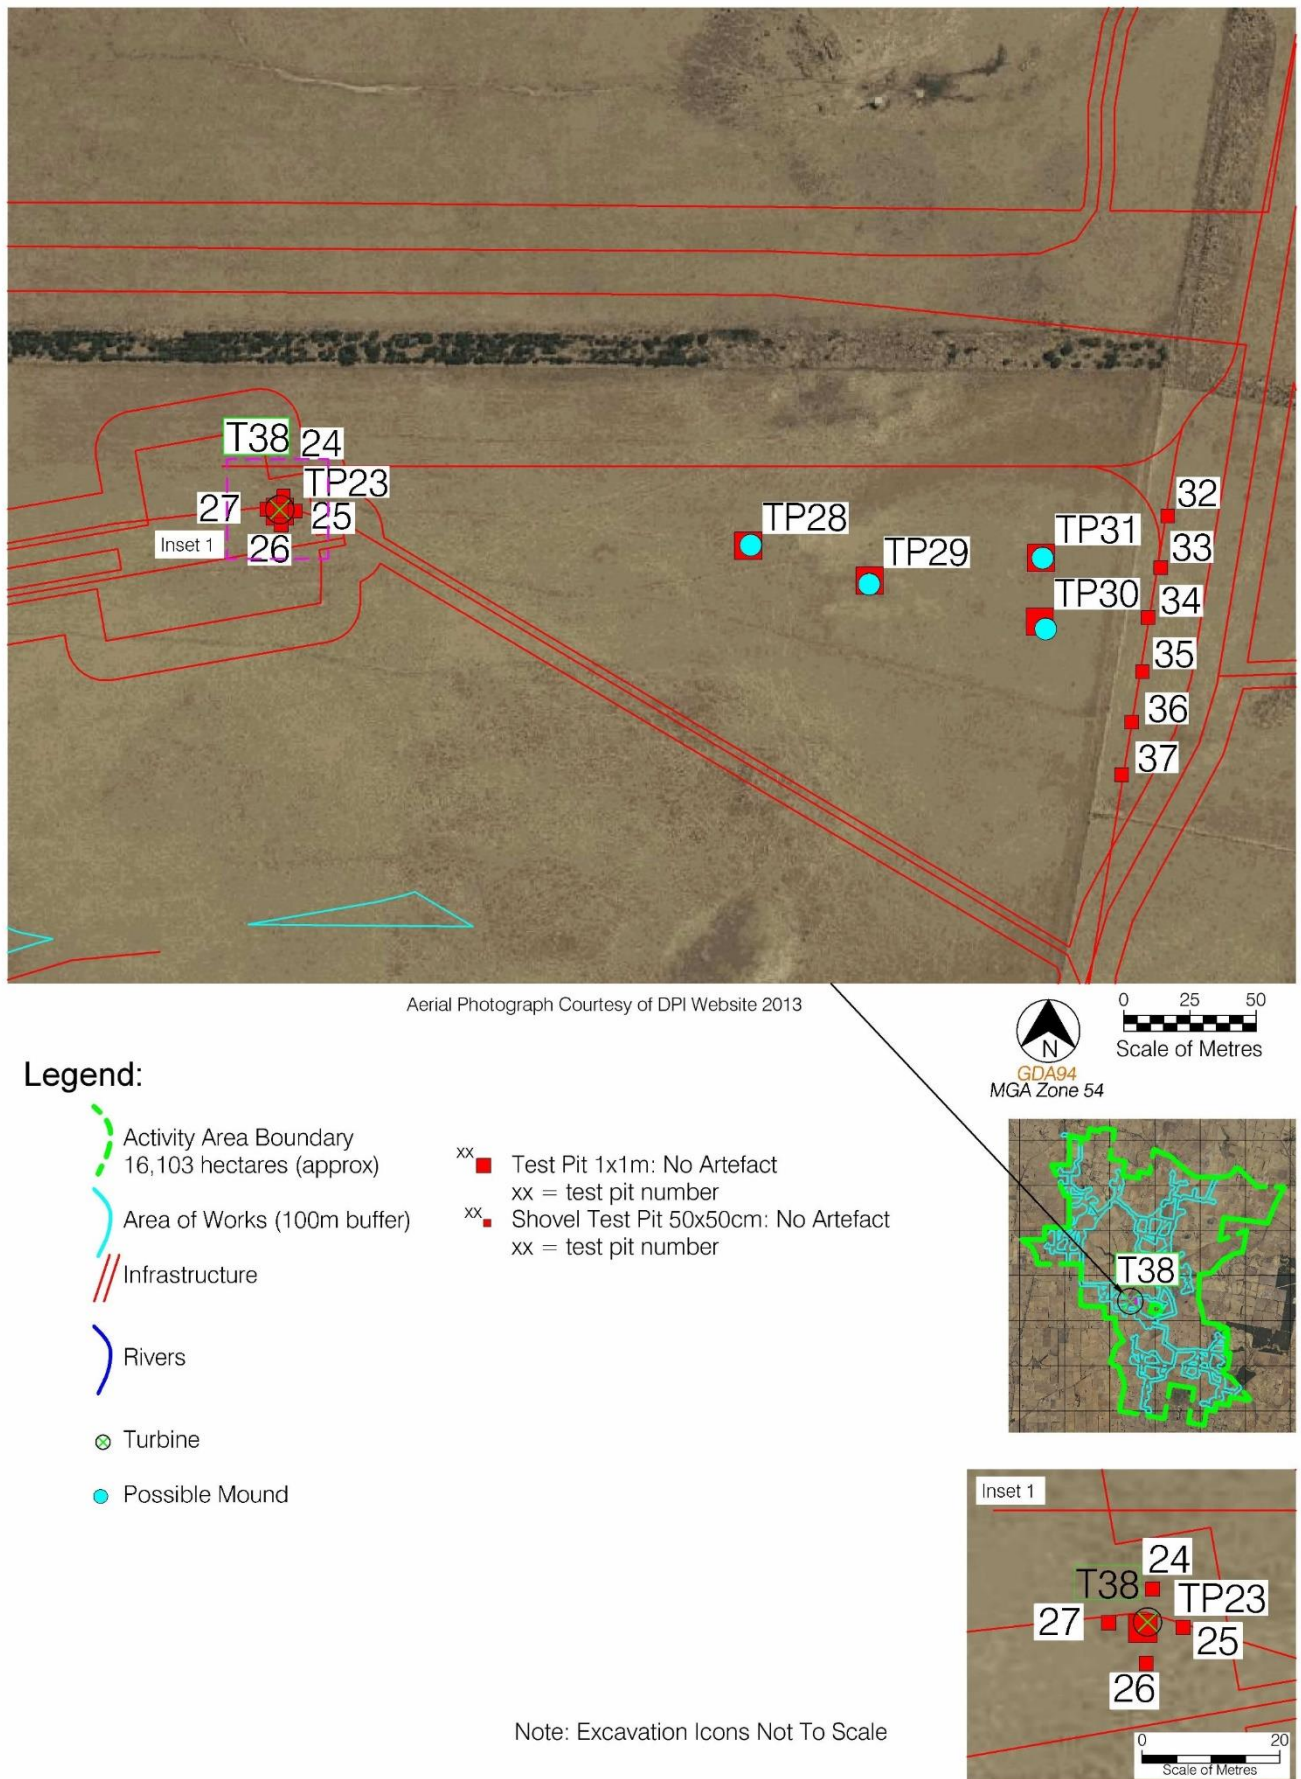 T38
24
TP23
27
25
Inset 1
26
TP28
TP29
TP31
TP30
32
33
34
35
36
37
Aerial Photograph Courtesy of DPI Website 2013
N
GDA94
MGA Zone 54
0 25 50
Scale of Metres
Legend:
Activity Area Boundary
16,103 hectares (approx)
Area of Works (100m buffer)
Infrastructure
Rivers
Turbine
Possible Mound
xx Test Pit 1x1m: No Artefact
xx = test pit number
xx Shovel Test Pit 50x50cm: No Artefact
xx = test pit number
T38
Inset 1
24
T38
TP23
27
25
26
0 20
Scale of Metres
Note: Excavation Icons Not To Scale